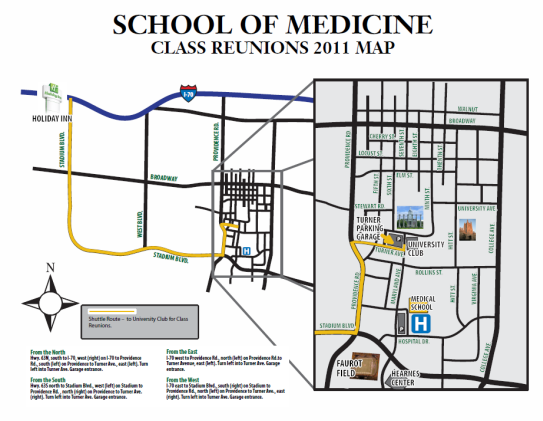 SCHOOL OF MEDICINE
CLASS REUNIONS 2011 MAP
I-70
HOLIDAY INN
STADIUM BLVD.
WEST BLVD.
PROVIDENCE RD.
BROADWAY
STADIUM BLVD.
H
N
Shuttle Route – to University Club for Class
Reunions.
WALNUT
BROADWAY
PROVIDENCE RD.
CHERRY ST.
LOCUST ST.
ELM ST.
FIFTH ST.
SIXTH ST.
SEVENTH ST.
EIGHTH ST.
NINTH ST.
STEWART RD.
UNIVERSITY AVE
TURNER
PARKING
GARAGE
UNIVERSITY
CLUB
TURNER AVE
HITT ST.
COLLEGE AVE
ROLLINS ST.
PROVIDENCE RD
MARYLAND AVE
HITT ST.
VIRGINIA AVE
MEDICAL
SCHOOL
H
STADIUM BLVD
HOSPITAL DR.
COLLEGE AVE
FAUROT
FIELD
HEARNES
CENTER
From the North
Hwy. 63N, south to I-70, west (right) on I-70 to Providence
Rd., south (left) on Providence to Turner Ave., east (left). Turn
left into Turner Ave. Garage entrance.
From the South
Hwy. 63S north to Stadium Blvd., west (left) on Stadium to
Providence Rd., north (right) on Providence to Turner Ave., east
(right). Turn left into Turner Ave. Garage entrance.
From the East
I-70 west to Providence Rd., north (left) on Providence Rd.to
Turner Avenue, east (left). Turn left into Turner Ave. Garage
entrance.
From the West
I-70 east to Stadium Blvd., south (right) on Stadium to
Providence Rd., north (left) on Providence to Turner Ave., east
(right). Turn left into Turner Ave. Garage entrance.